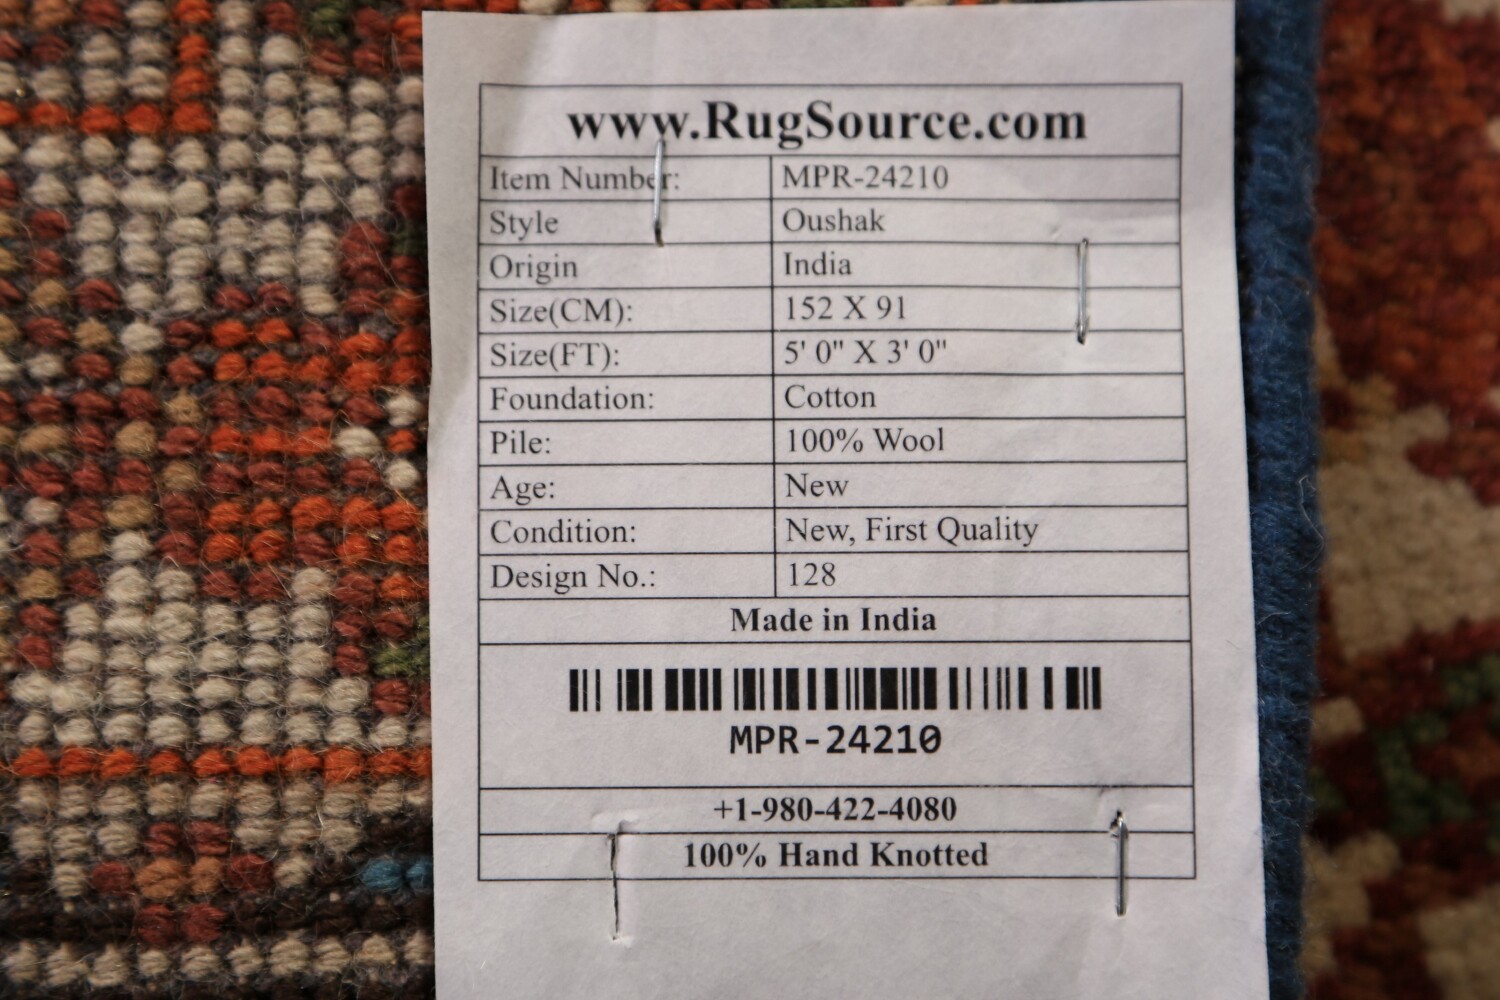 www.RugSource.com
Item Number: MPR-24210
Style Oushak
Origin India
Size(CM): 152 X 91
Size(FT): 5' 0" X 3' 0"
Foundation: Cotton
Pile: 100% Wool
Age: New
Condition: New, First Quality
Design No.: 128
Made in India
MPR-24210
+1-980-422-4080
100% Hand Knotted